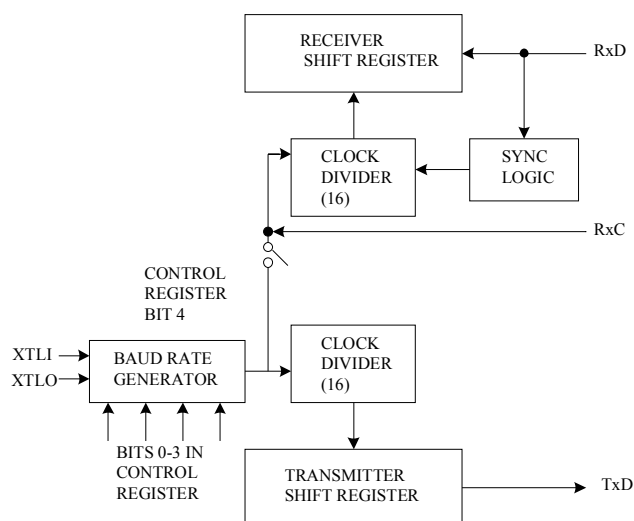 RECEIVER
SHIFT REGISTER
RxD
CLOCK
DIVIDER
(16)
SYNC
LOGIC
RxC
CONTROL
REGISTER
BIT 4
XTLI
XTLO
BAUD RATE
GENERATOR
CLOCK
DIVIDER
(16)
BITS 0-3 IN
CONTROL
REGISTER
TRANSMITTER
SHIFT REGISTER
TxD